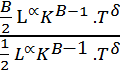 B/2 L^∝ K^{B−1} .T^δ
1/2 L^∝ K^{B−1} .T^δ